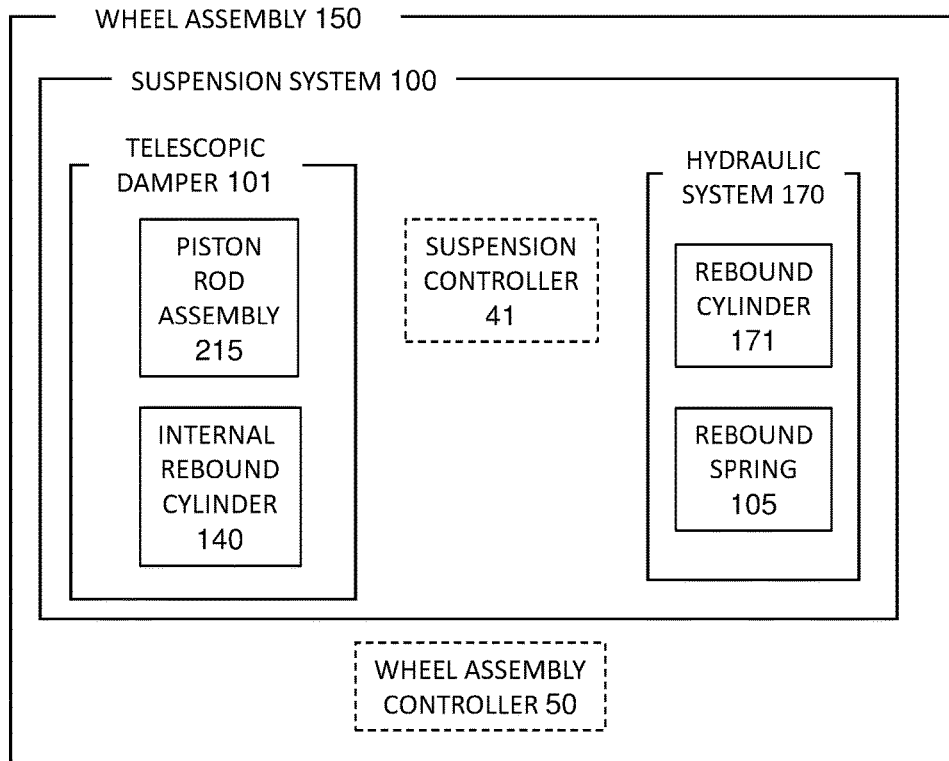 WHEEL ASSEMBLY 150
SUSPENSION SYSTEM 100
TELESCOPIC
DAMPER 101
PISTON
ROD
ASSEMBLY
215
INTERNAL
REBOUND
CYLINDER
140
SUSPENSION
CONTROLLER
41
HYDRAULIC
SYSTEM 170
REBOUND
CYLINDER
171
REBOUND
SPRING
105
WHEEL ASSEMBLY
CONTROLLER 50